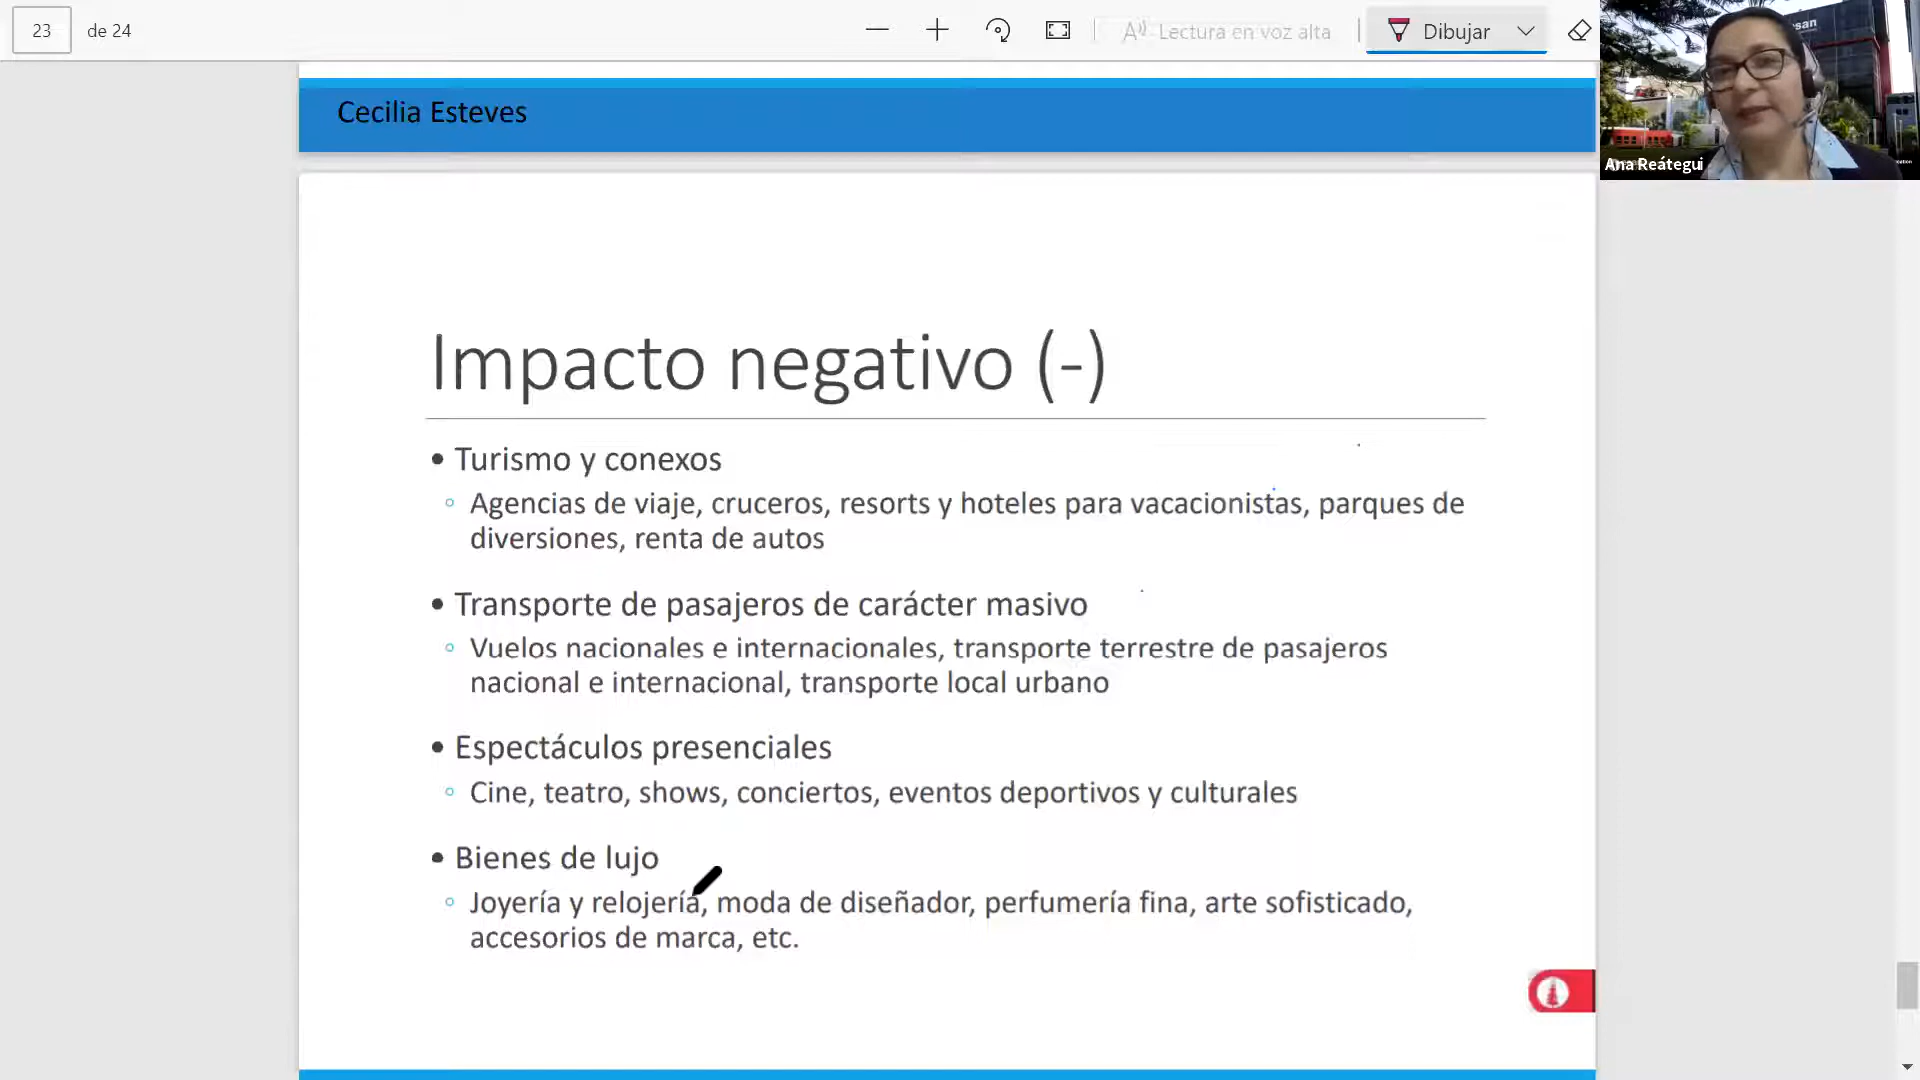 23 de 24 Lectura en voz alta Dibujar
Cecilia Esteves
san
Ana Reátegui
Impacto negativo (-)
• Turismo y conexos
◦ Agencias de viaje, cruceros, resorts y hoteles para vacacionistas, parques de
diversiones, renta de autos
• Transporte de pasajeros de carácter masivo
◦ Vuelos nacionales e internacionales, transporte terrestre de pasajeros
nacional e internacional, transporte local urbano
• Espectáculos presenciales
◦ Cine, teatro, shows, conciertos, eventos deportivos y culturales
• Bienes de lujo
◦ Joyería y relojería, moda de diseñador, perfumería fina, arte sofisticado,
accesorios de marca, etc.